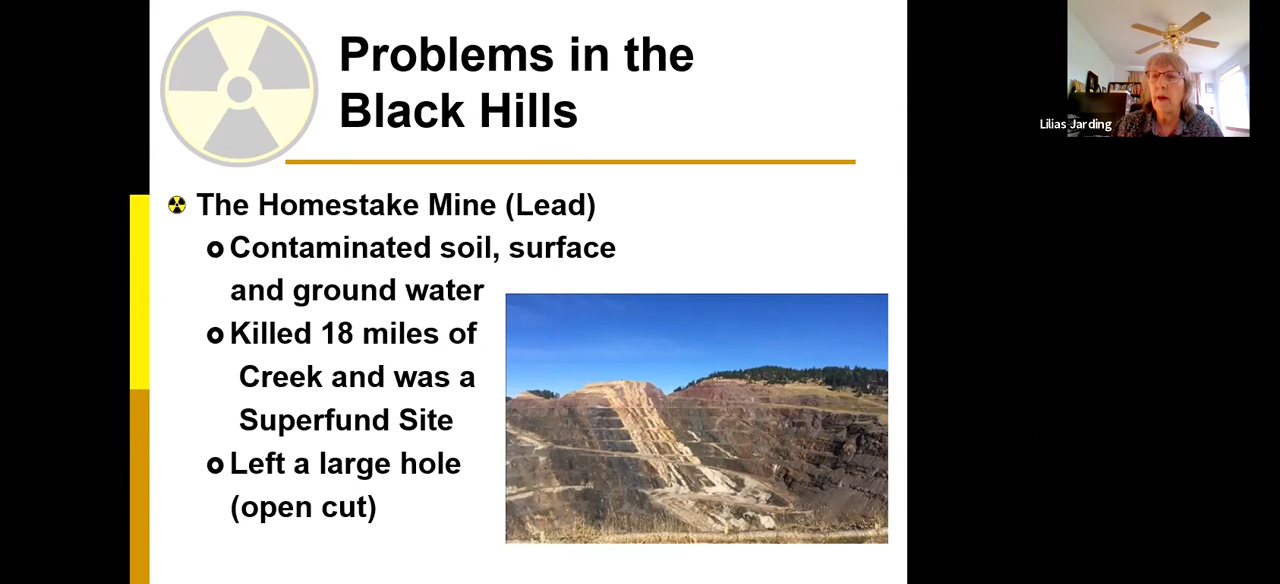 Problems in the
Black Hills
The Homestake Mine (Lead)
Contaminated soil, surface
and ground water
Killed 18 miles of
Creek and was a
Superfund Site
Left a large hole
(open cut)
Lilias Jarding